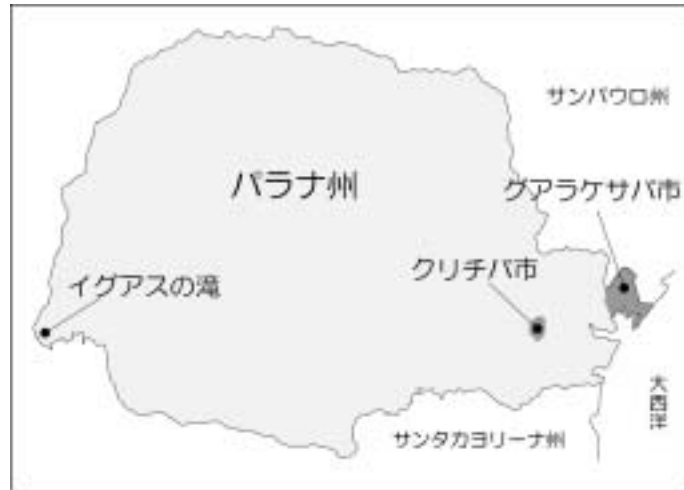 サンパウロ州
パラナ州
グアラケサバ市
クリチバ市
イグアスの滝
大西洋
サンタカヨリーナ州